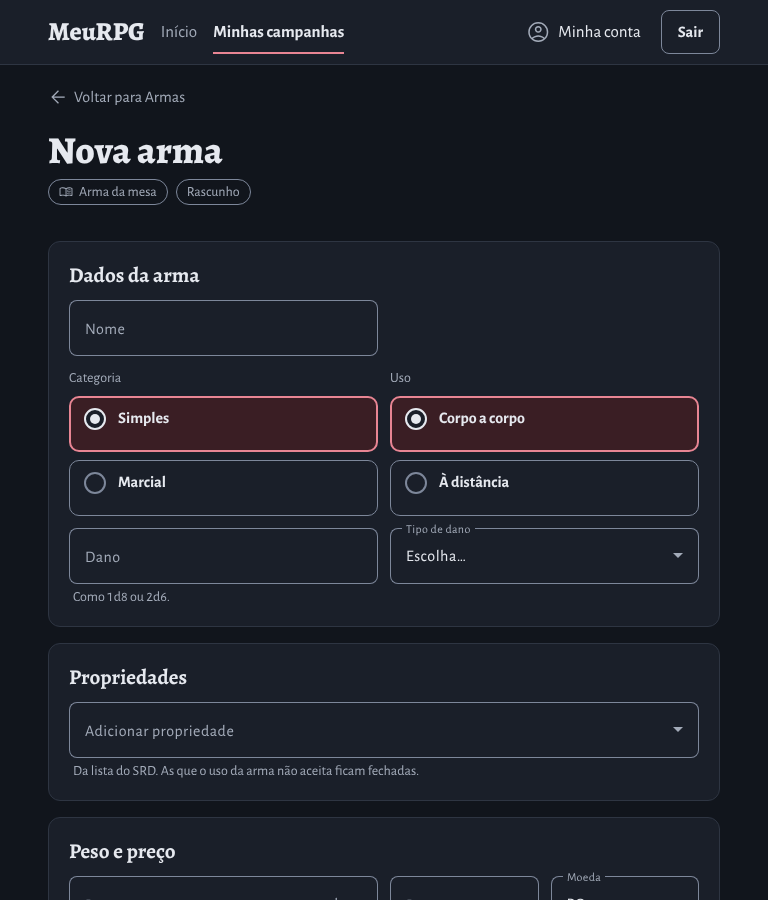 MeuRPG Início Minhas campanhas Minha conta Sair
Voltar para Armas
Nova arma
Arma da mesa Rascunho
Dados da arma
Nome
Categoria Uso
Simples Corpo a corpo
Marcial À distância
Tipo de dano
Dano Escolha...
Como 1d8 ou 2d6.
Propriedades
Adicionar propriedade
Da lista do SRD. As que o uso da arma não aceita ficam fechadas.
Peso e preço
Moeda